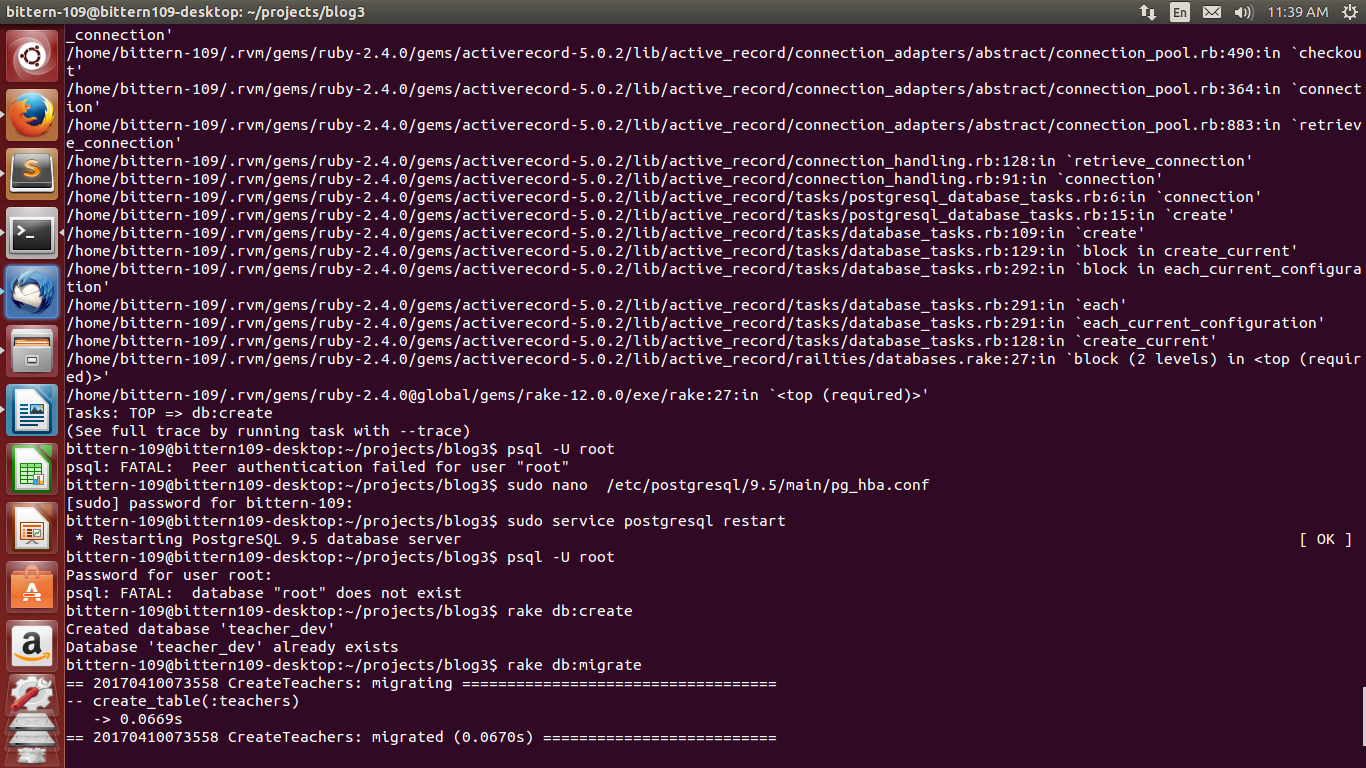 bittern-109@bittern109-desktop: ~/projects/blog3
En
11:39 AM
_connection'
/home/bittern-109/.rvm/gems/ruby-2.4.0/gems/activerecord-5.0.2/lib/active_record/connection_adapters/abstract/connection_pool.rb:490:in `checkou
t'
/home/bittern-109/.rvm/gems/ruby-2.4.0/gems/activerecord-5.0.2/lib/active_record/connection_adapters/abstract/connection_pool.rb:364:in `connect
ion'
/home/bittern-109/.rvm/gems/ruby-2.4.0/gems/activerecord-5.0.2/lib/active_record/connection_adapters/abstract/connection_pool.rb:883:in `retriev
e_connection'
/home/bittern-109/.rvm/gems/ruby-2.4.0/gems/activerecord-5.0.2/lib/active_record/connection_handling.rb:128:in `retrieve_connection'
/home/bittern-109/.rvm/gems/ruby-2.4.0/gems/activerecord-5.0.2/lib/active_record/connection_handling.rb:91:in `connection'
/home/bittern-109/.rvm/gems/ruby-2.4.0/gems/activerecord-5.0.2/lib/active_record/tasks/postgresql_database_tasks.rb:6:in `connection'
/home/bittern-109/.rvm/gems/ruby-2.4.0/gems/activerecord-5.0.2/lib/active_record/tasks/postgresql_database_tasks.rb:15:in `create'
/home/bittern-109/.rvm/gems/ruby-2.4.0/gems/activerecord-5.0.2/lib/active_record/tasks/database_tasks.rb:109:in `create'
/home/bittern-109/.rvm/gems/ruby-2.4.0/gems/activerecord-5.0.2/lib/active_record/tasks/database_tasks.rb:129:in `block in create_current'
/home/bittern-109/.rvm/gems/ruby-2.4.0/gems/activerecord-5.0.2/lib/active_record/tasks/database_tasks.rb:292:in `block in each_current_configura
tion'
/home/bittern-109/.rvm/gems/ruby-2.4.0/gems/activerecord-5.0.2/lib/active_record/tasks/database_tasks.rb:291:in `each'
/home/bittern-109/.rvm/gems/ruby-2.4.0/gems/activerecord-5.0.2/lib/active_record/tasks/database_tasks.rb:291:in `each_current_configuration'
/home/bittern-109/.rvm/gems/ruby-2.4.0/gems/activerecord-5.0.2/lib/active_record/tasks/database_tasks.rb:128:in `create_current'
/home/bittern-109/.rvm/gems/ruby-2.4.0/gems/activerecord-5.0.2/lib/active_record/railties/databases.rake:27:in `block (2 levels) in <top (requir
ed)>'
/home/bittern-109/.rvm/gems/ruby-2.4.0@global/gems/rake-12.0.0/exe/rake:27:in `<top (required)>'
Tasks: TOP => db:create
(See full trace by running task with --trace)
bittern-109@bittern109-desktop:~/projects/blog3$ psql -U root
psql: FATAL:  Peer authentication failed for user "root"
bittern-109@bittern109-desktop:~/projects/blog3$ sudo nano  /etc/postgresql/9.5/main/pg_hba.conf
[sudo] password for bittern-109:
bittern-109@bittern109-desktop:~/projects/blog3$ sudo service postgresql restart
 * Restarting PostgreSQL 9.5 database server [ OK ]
bittern-109@bittern109-desktop:~/projects/blog3$ psql -U root
Password for user root:
psql: FATAL:  database "root" does not exist
bittern-109@bittern109-desktop:~/projects/blog3$ rake db:create
Created database 'teacher_dev'
Database 'teacher_dev' already exists
bittern-109@bittern109-desktop:~/projects/blog3$ rake db:migrate
== 20170410073558 CreateTeachers: migrating ===================================
-- create_table(:teachers)
   -> 0.0669s
== 20170410073558 CreateTeachers: migrated (0.0670s) ==========================